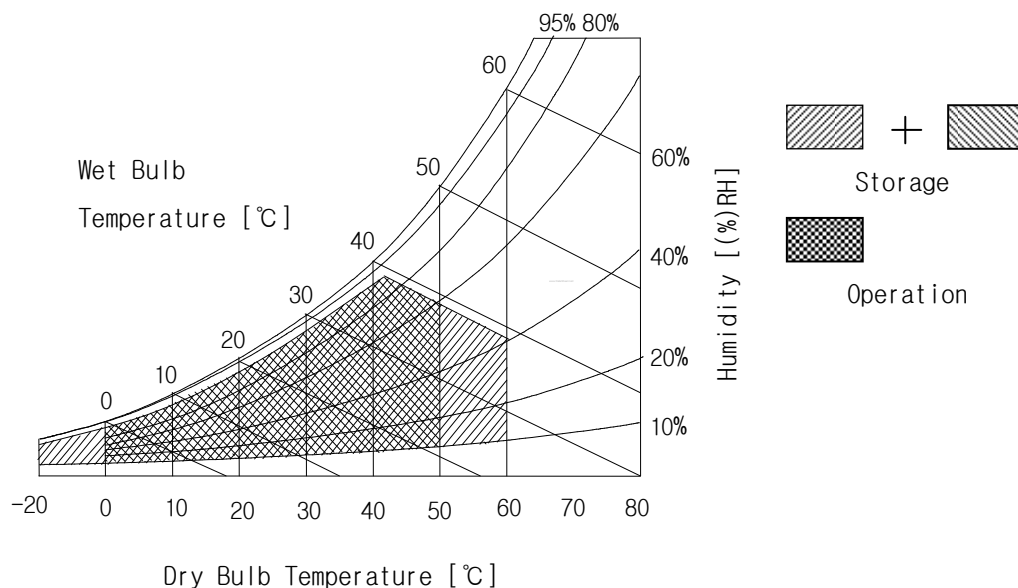 95% 80%
60
60%
50
40
40%
30
20
20%
10
0
10%
Wet Bulb
Temperature [℃]
Humidity [(%)RH]
-20 0 10 20 30 40 50 60 70 80
Dry Bulb Temperature [℃]
+
Storage
Operation